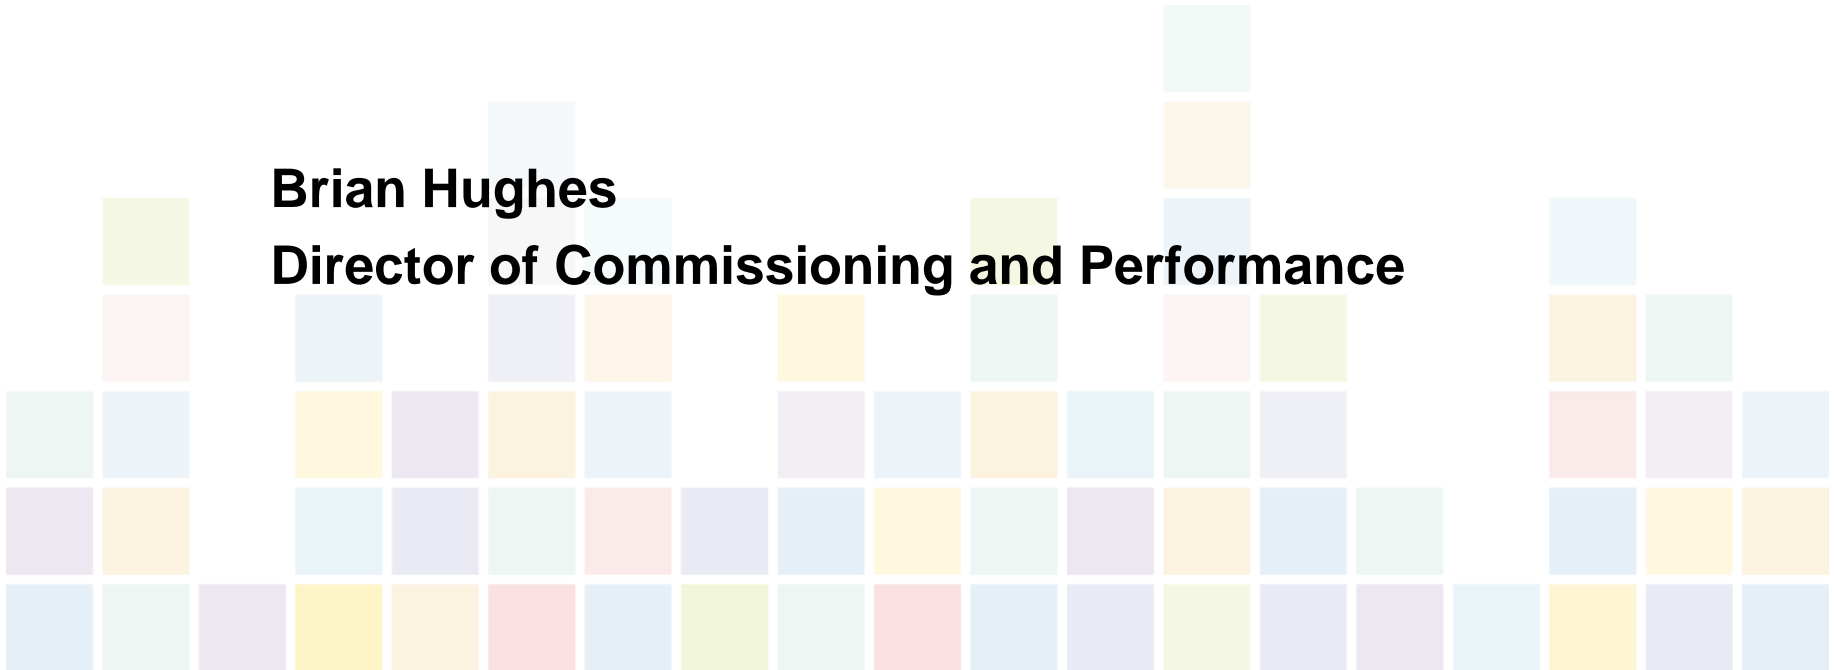 Brian Hughes
Director of Commissioning and Performance